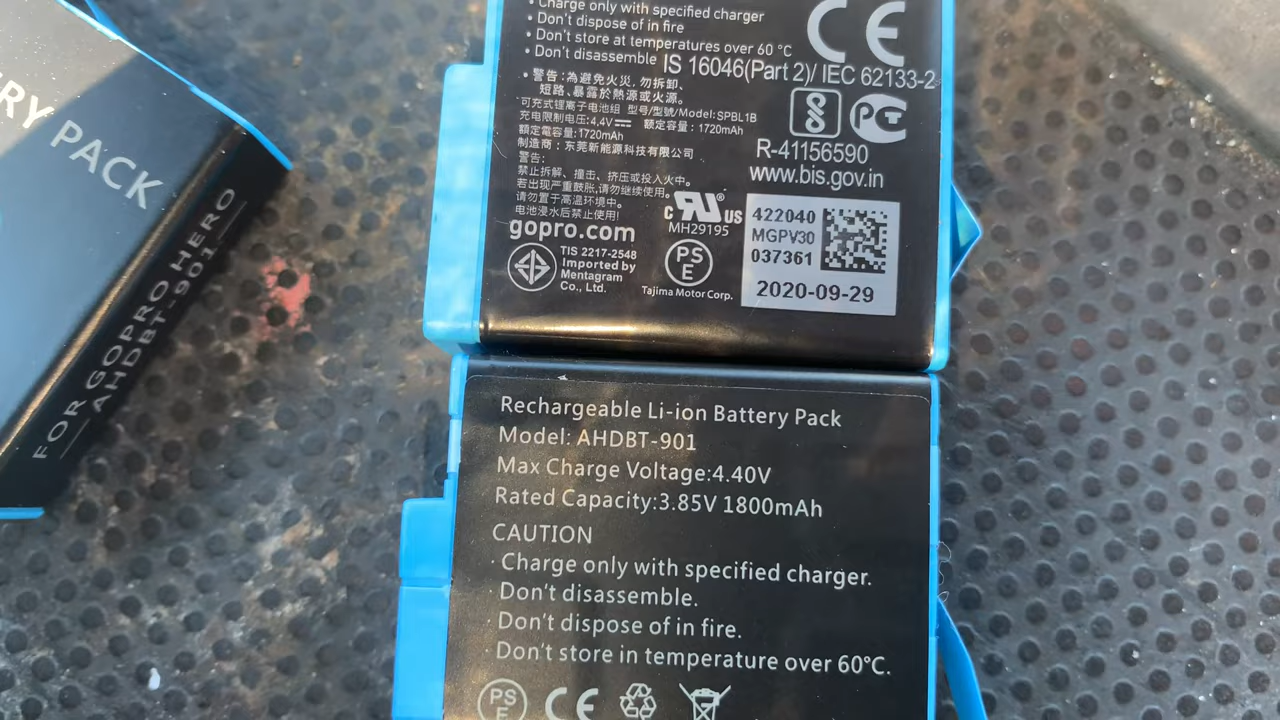 RY PACK
FOR GOPRO HERO
AHDBT-901
• Charge only with specified charger
• Don't dispose of in fire
• Don't store at temperatures over 60 °C
• Don't disassemble
CE
IS 16046(Part 2)/ IEC 62133-2
• 警告：為避免火災，勿拆卸、
短路、暴露於熱源或火源。
可充式锂离子电池组 型号/型號/Model: SPBL1B
充电限制电压:4.4V 额定容量：1720mAh
額定電容量:1720mAh
制造商：东莞新能源科技有限公司
警告:
禁止拆解、撞击、挤压或投入火中。
若出现严重鼓胀,请勿继续使用。
请勿置于高温环境中。
电池浸水后禁止使用!
R-41156590
www.bis.gov.in
gopro.com
TIS 2217-2548
Imported by
Mentagram
Co., Ltd.
C RU US
MH29195
PS
E
Tajima Motor Corp.
422040
MGPV30
037361
2020-09-29
Rechargeable Li-ion Battery Pack
Model: AHDBT-901
Max Charge Voltage:4.40V
Rated Capacity:3.85V 1800mAh
CAUTION
· Charge only with specified charger.
· Don't disassemble.
· Don't dispose of in fire.
· Don't store in temperature over 60°C.
PS
E
CE